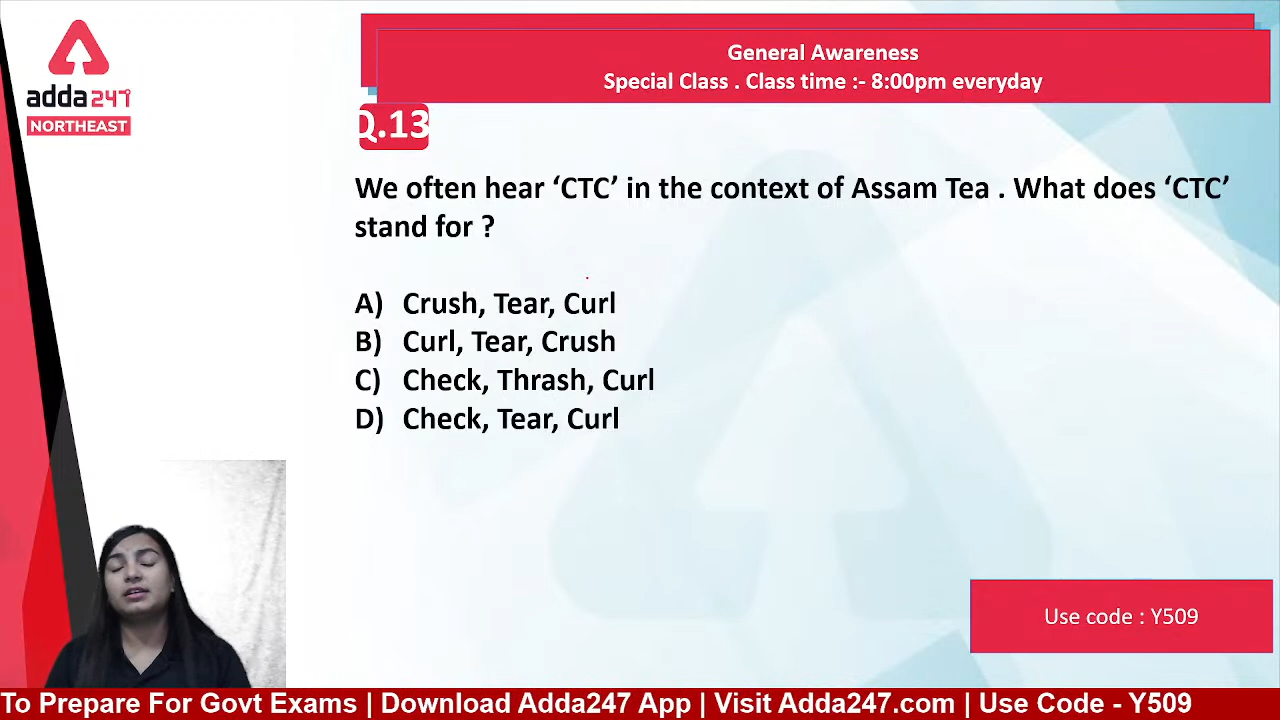 adda247
NORTHEAST
General Awareness
Special Class . Class time :- 8:00pm everyday
Q.13
We often hear ‘CTC’ in the context of Assam Tea . What does ‘CTC’
stand for ?
A) Crush, Tear, Curl
B) Curl, Tear, Crush
C) Check, Thrash, Curl
D) Check, Tear, Curl
Use code : Y509
To Prepare For Govt Exams | Download Adda247 App | Visit Adda247.com | Use Code - Y509